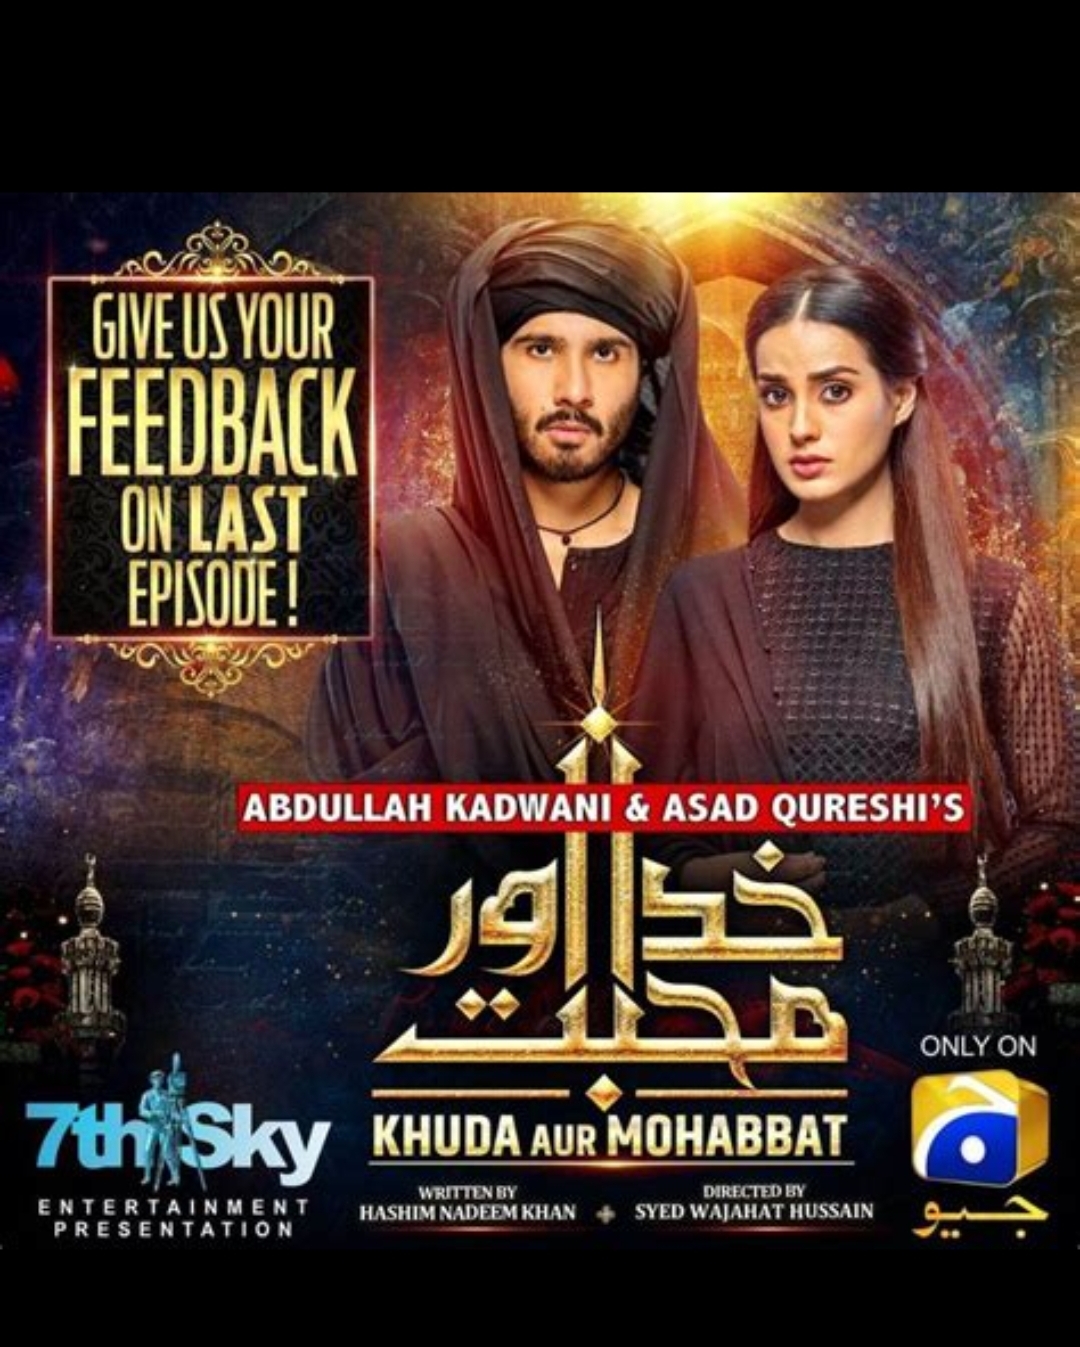 GIVE US YOUR
FEEDBACK
ON LAST
EPISODE!
ABDULLAH KADWANI & ASAD QURESHI'S
خدا اور
محبت
KHUDA AUR MOHABBAT
WRITTEN BY
HASHIM NADEEM KHAN
DIRECTED BY
SYED WAJAHAT HUSSAIN
7th Sky
ENTERTAINMENT
PRESENTATION
ONLY ON
جیو